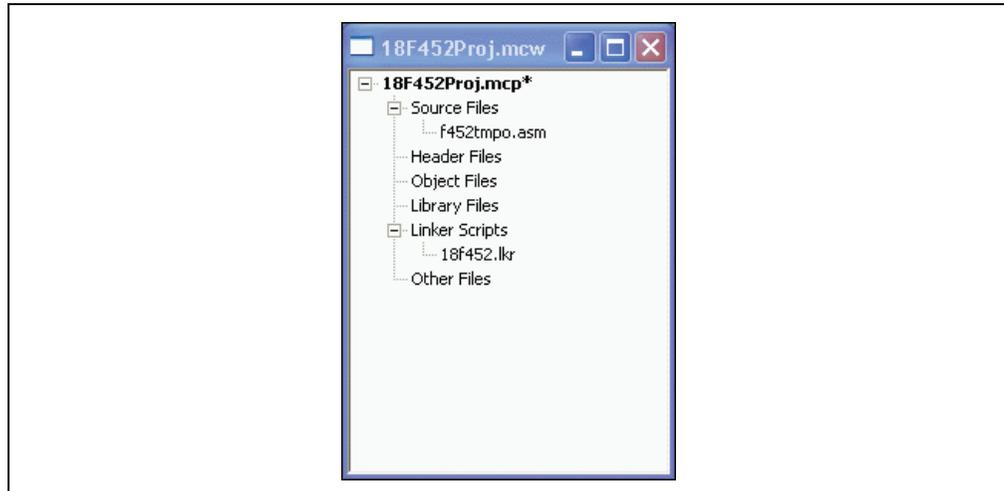 18F452Proj.mcw
18F452Proj.mcp*
Source Files
f452tmpo.asm
Header Files
Object Files
Library Files
Linker Scripts
18f452.lkr
Other Files